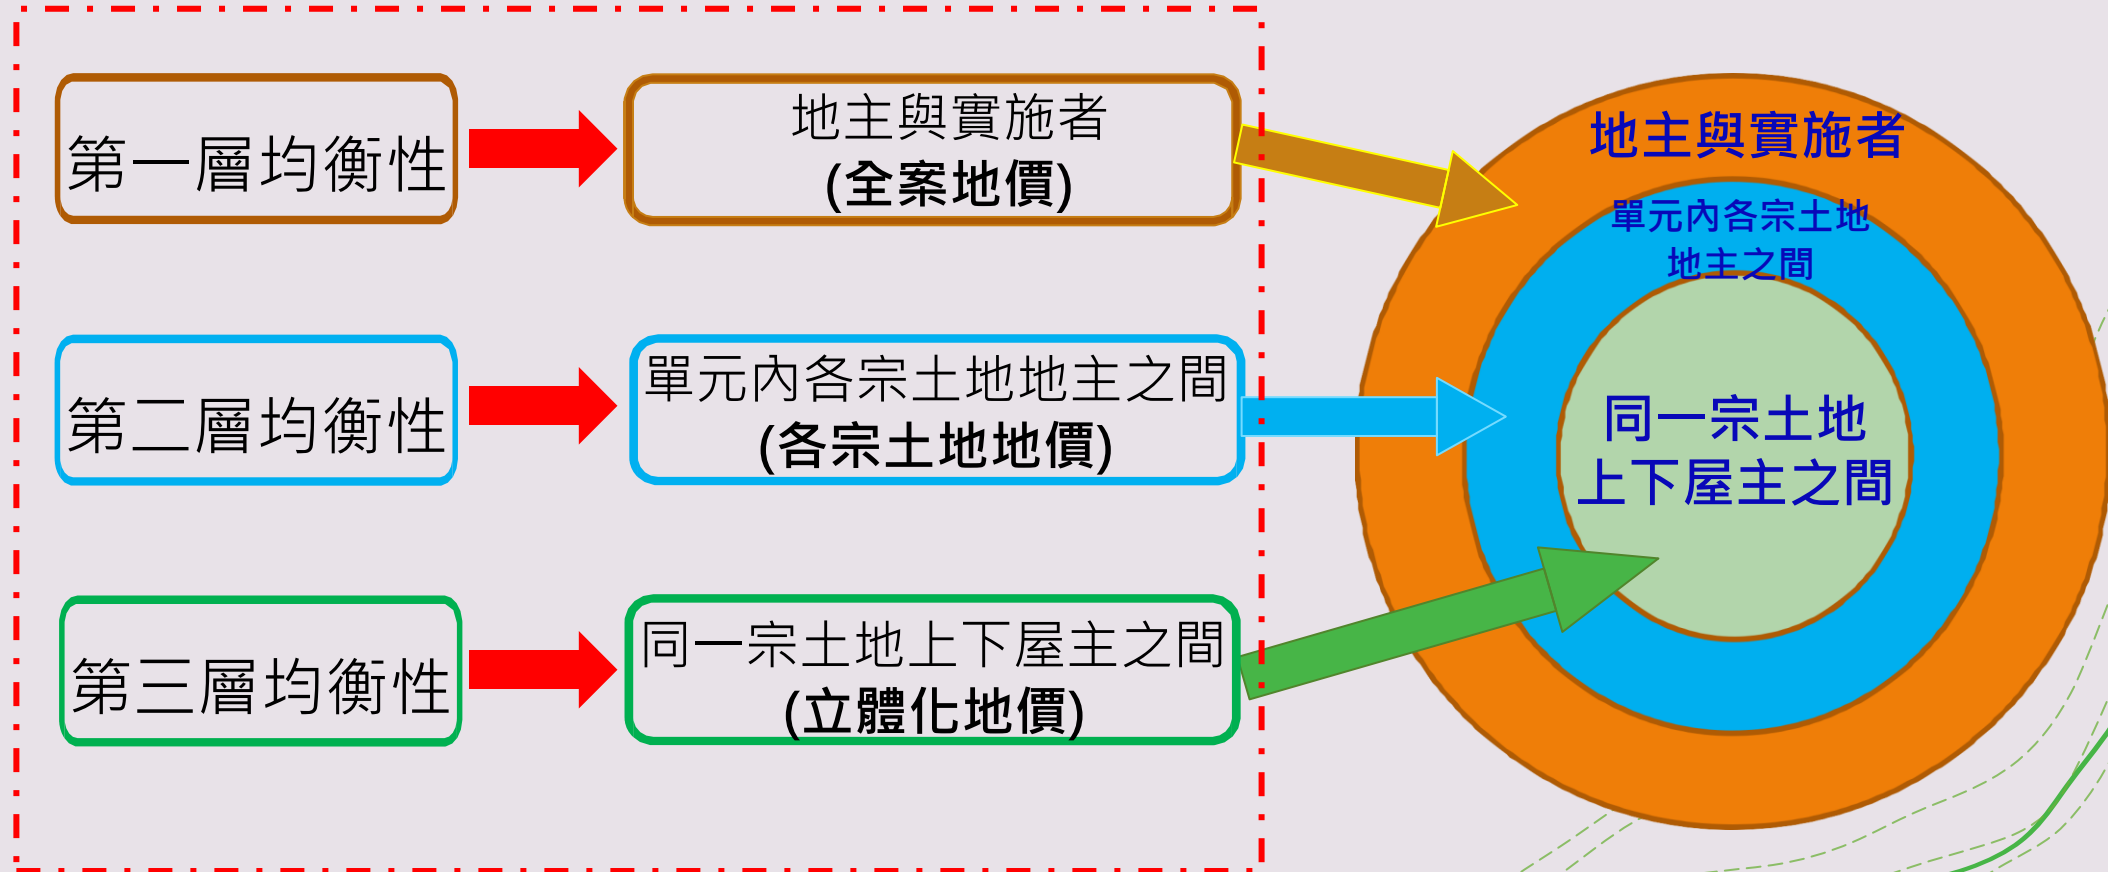 第一層均衡性
地主與實施者
(全案地價)
第二層均衡性
單元內各宗土地地主之間
(各宗土地地價)
第三層均衡性
同一宗土地上下屋主之間
(立體化地價)
地主與實施者
單元內各宗土地
地主之間
同一宗土地
上下屋主之間